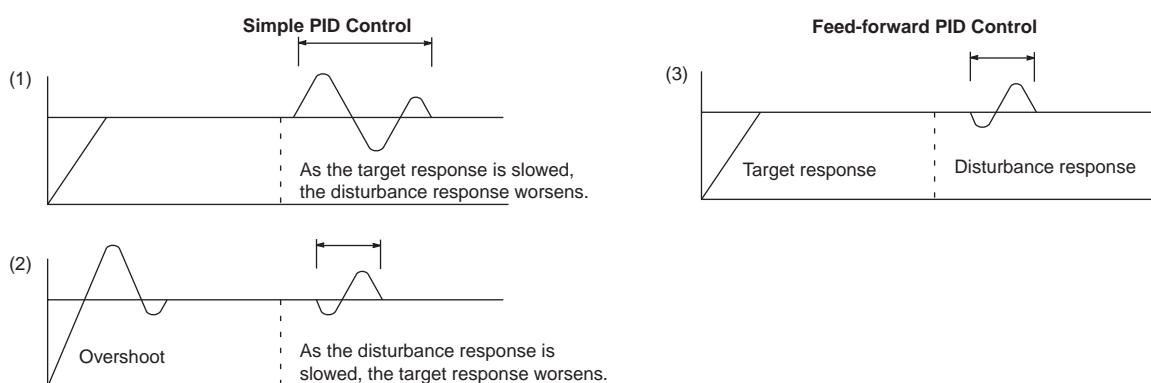 Simple PID Control
(1)
As the target response is slowed,
the disturbance response worsens.
(2)
Overshoot
As the disturbance response is
slowed, the target response worsens.
Feed-forward PID Control
(3)
Target response
Disturbance response